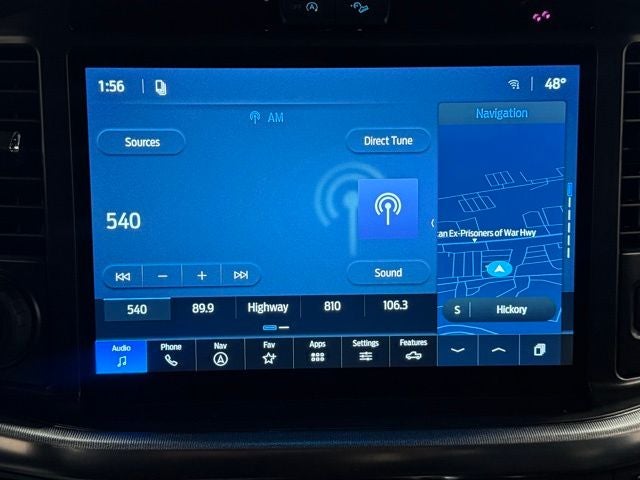 1:56
48°
AM
Navigation
Sources
Direct Tune
540
an Ex-Prisoners of War Hwy
Sound
S Hickory
540 89.9 Highway 810 106.3
Audio Phone Nav Fav Apps Settings Features